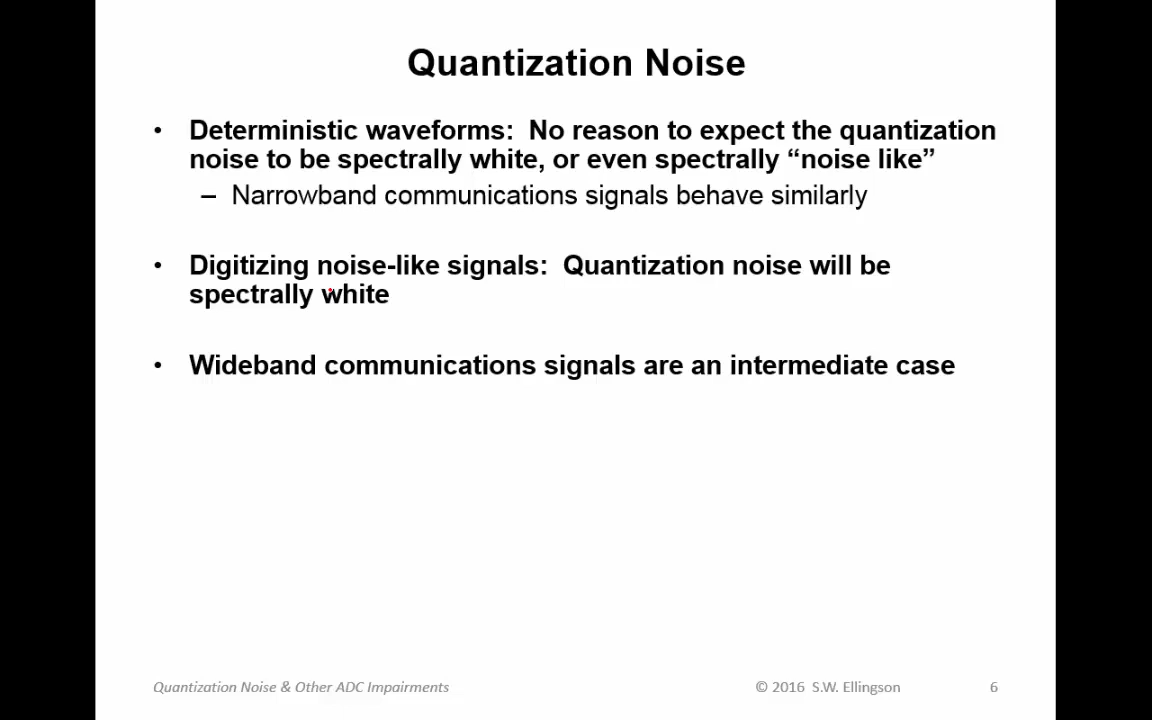 Quantization Noise
• Deterministic waveforms: No reason to expect the quantization
noise to be spectrally white, or even spectrally “noise like”
– Narrowband communications signals behave similarly
• Digitizing noise-like signals: Quantization noise will be
spectrally white
• Wideband communications signals are an intermediate case
Quantization Noise & Other ADC Impairments © 2016 S.W. Ellingson 6